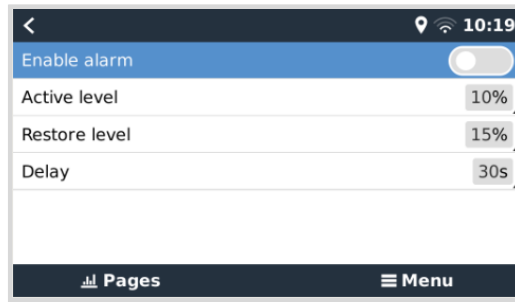 10:19
Enable alarm
Active level 10%
Restore level 15%
Delay 30s
Pages Menu